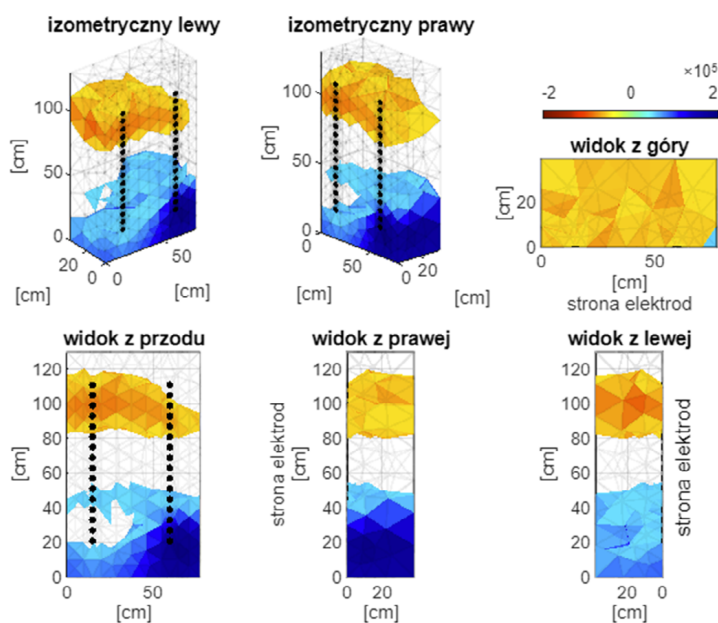 izometryczny lewy
izometryczny prawy
×10⁵
-2 0 2
100
50
0
[cm]
20
0
0
50
[cm]
[cm]
100
50
0
[cm]
50
0
0
20
[cm]
[cm]
widok z góry
20
0
[cm]
0 50
[cm]
strona elektrod
widok z przodu
widok z prawej
widok z lewej
120
100
80
60
40
20
0
[cm]
0 50
[cm]
strona elektrod
[cm]
120
100
80
60
40
20
0
0 20
[cm]
[cm]
120
100
80
60
40
20
0
20 0
[cm]
strona elektrod